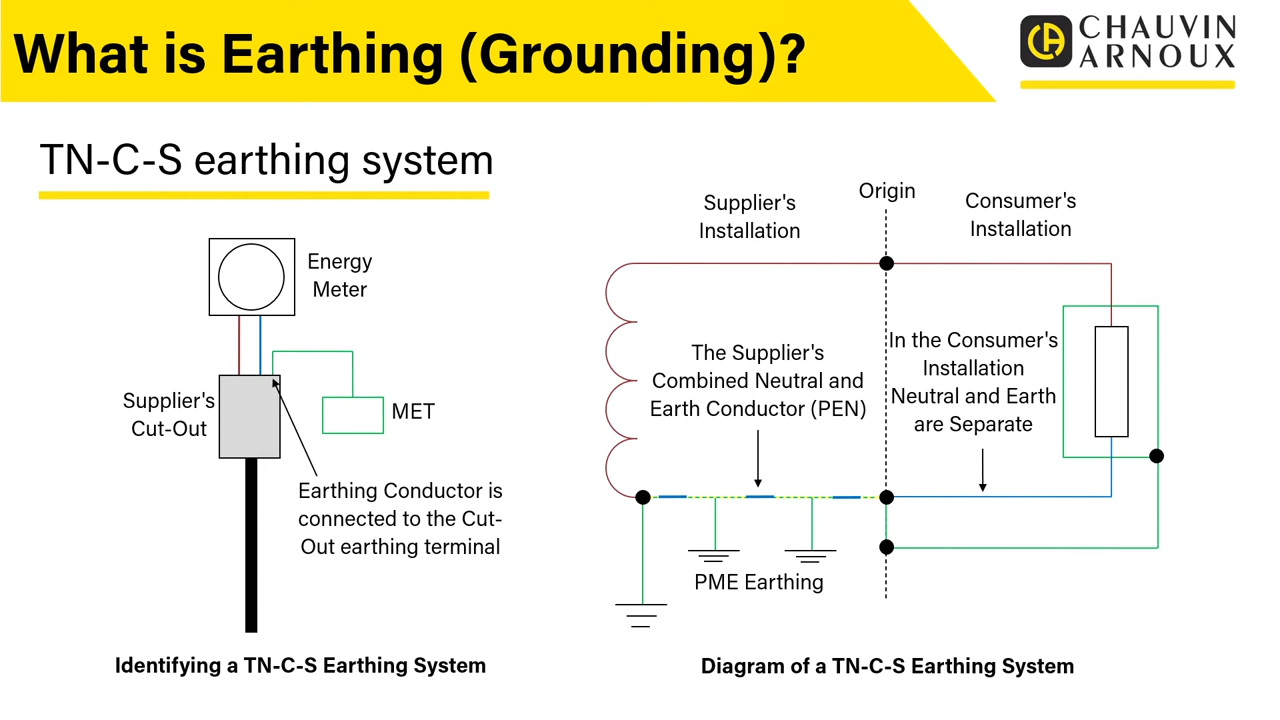 What is Earthing (Grounding)?
CHAUVIN
ARNOUX
TN-C-S earthing system
Energy
Meter
Supplier's
Cut-Out
MET
Earthing Conductor is
connected to the Cut-
Out earthing terminal
Identifying a TN-C-S Earthing System
Supplier's
Installation
Origin
Consumer's
Installation
The Supplier's
Combined Neutral and
Earth Conductor (PEN)
In the Consumer's
Installation
Neutral and Earth
are Separate
PME Earthing
Diagram of a TN-C-S Earthing System